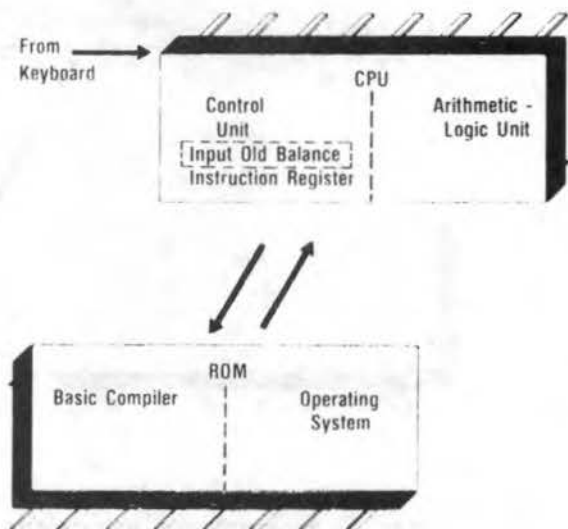 From
Keyboard
CPU
Control
Unit
Arithmetic -
Logic Unit
Input Old Balance
Instruction Register
ROM
Basic Compiler
Operating
System